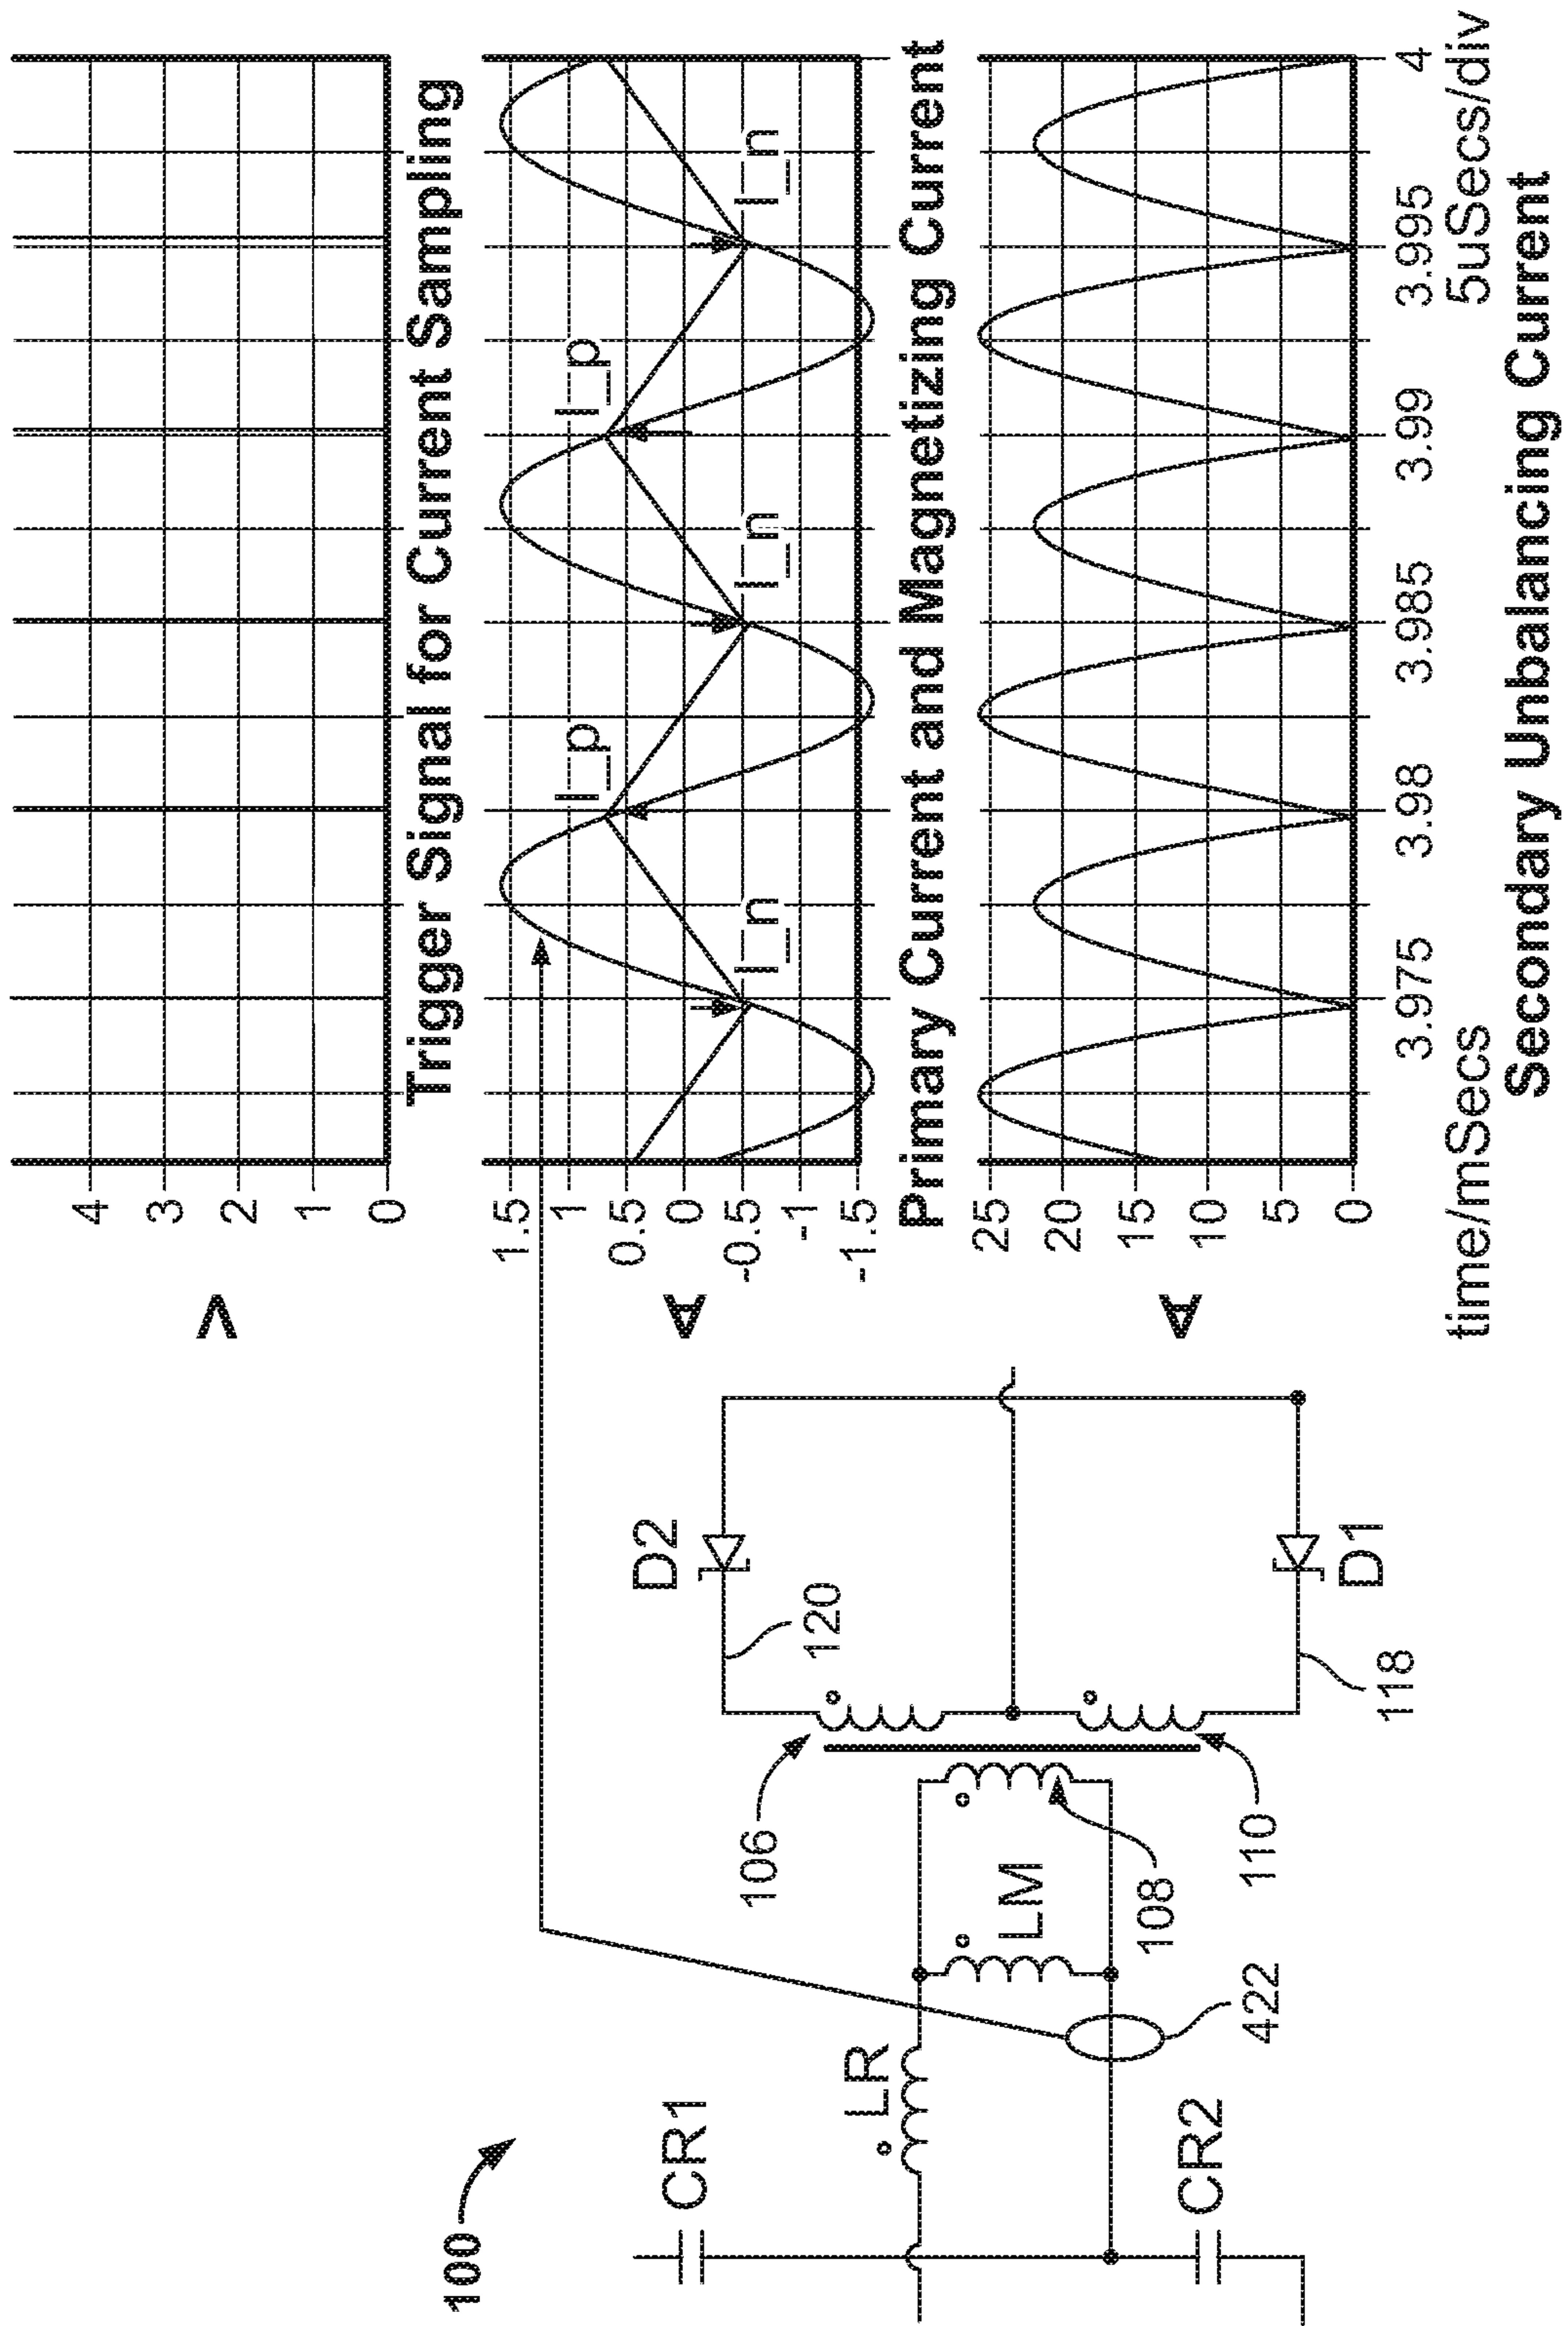 100
V
4
3
2
1
0
Trigger Signal for Current Sampling
CR1
LR
CR2
422
LM
108
106
110
120
118
D2
D1
A
1.5
1
0.5
0
-0.5
-1
-1.5
I_n
I_p
I_n
I_p
I_n
Primary Current and Magnetizing Current
A
25
20
15
10
5
0
3.975
3.98
3.985
3.99
3.995
4
time/mSecs
5uSecs/div
Secondary Unbalancing Current